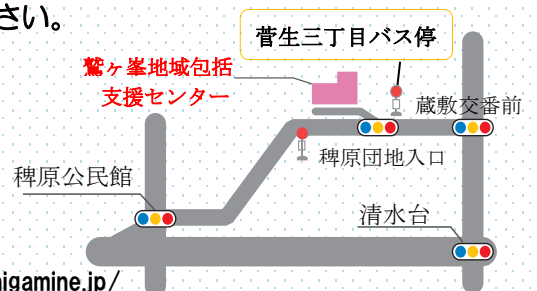 さい。
菅生三丁目バス停
鷲ヶ峯地域包括
支援センター
蔵敷交番前
稗原団地入口
稗原公民館
清水台
igamine.jp/